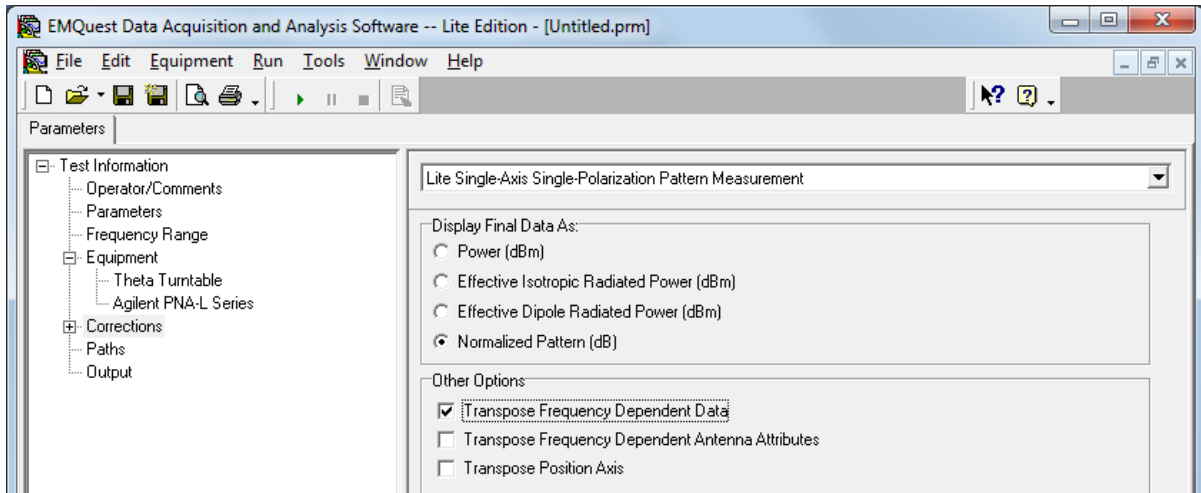 EMQuest Data Acquisition and Analysis Software -- Lite Edition - [Untitled.prm]
File Edit Equipment Run Tools Window Help
Parameters
Test Information
Operator/Comments
Parameters
Frequency Range
Equipment
Theta Turntable
Agilent PNA-L Series
Corrections
Paths
Output
Lite Single-Axis Single-Polarization Pattern Measurement
Display Final Data As:
Power (dBm)
Effective Isotropic Radiated Power (dBm)
Effective Dipole Radiated Power (dBm)
Normalized Pattern (dB)
Other Options
Transpose Frequency Dependent Data
Transpose Frequency Dependent Antenna Attributes
Transpose Position Axis